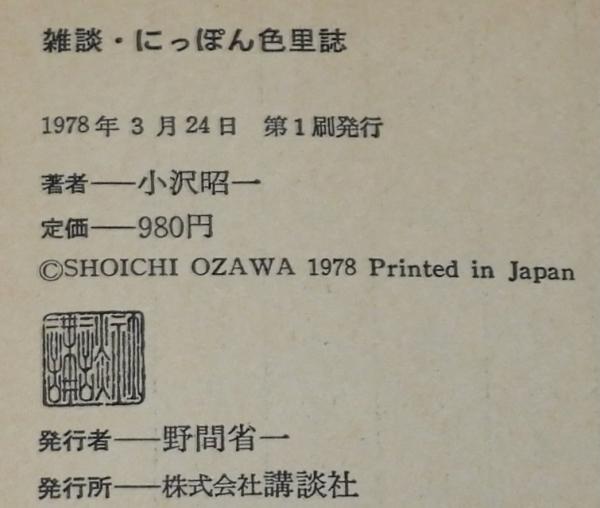 雑談・にっぽん色里誌
1978年3月24日　第1刷発行
著者——小沢昭一
定価——980円
©SHOICHI OZAWA 1978 Printed in Japan
講談社
発行者——野間省一
発行所——株式会社講談社